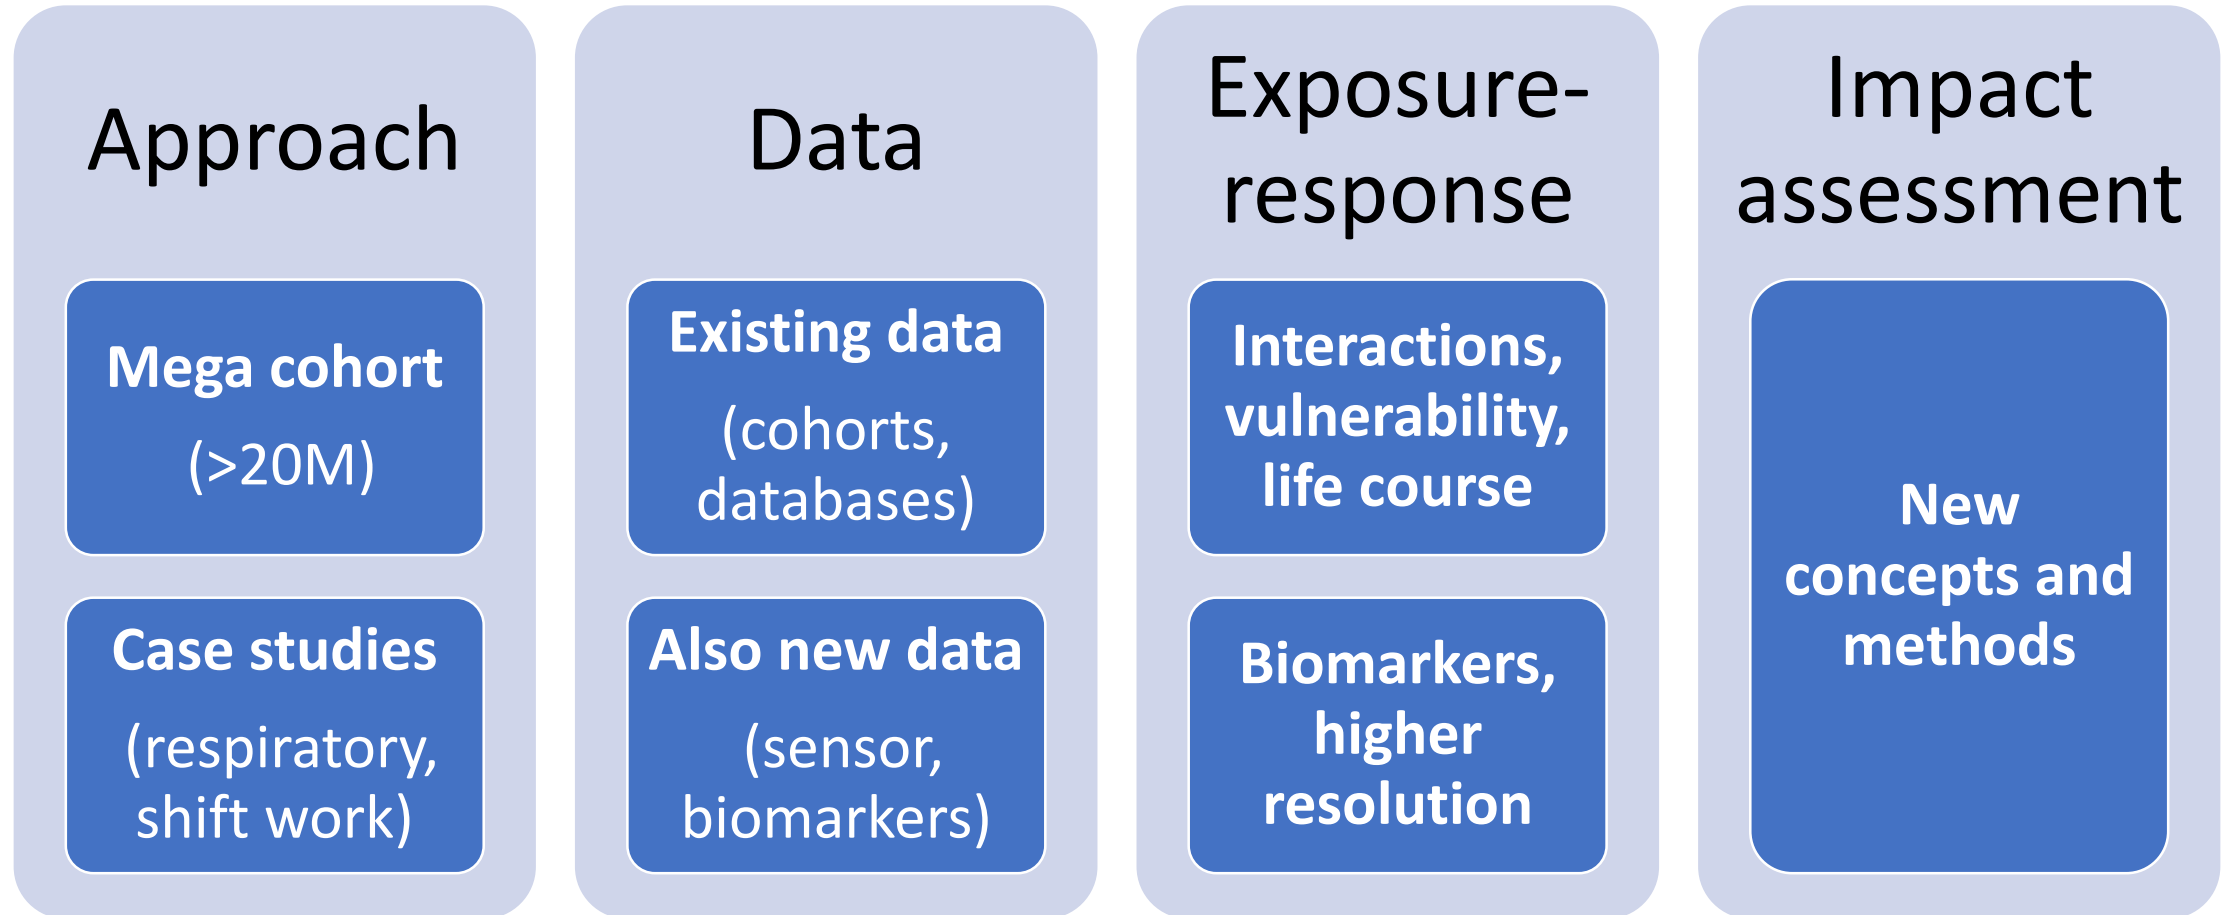 Approach
Mega cohort
(>20M)
Case studies
(respiratory,
shift work)
Data
Existing data
(cohorts,
databases)
Also new data
(sensor,
biomarkers)
Exposure-
response
Interactions,
vulnerability,
life course
Biomarkers,
higher
resolution
Impact
assessment
New
concepts and
methods